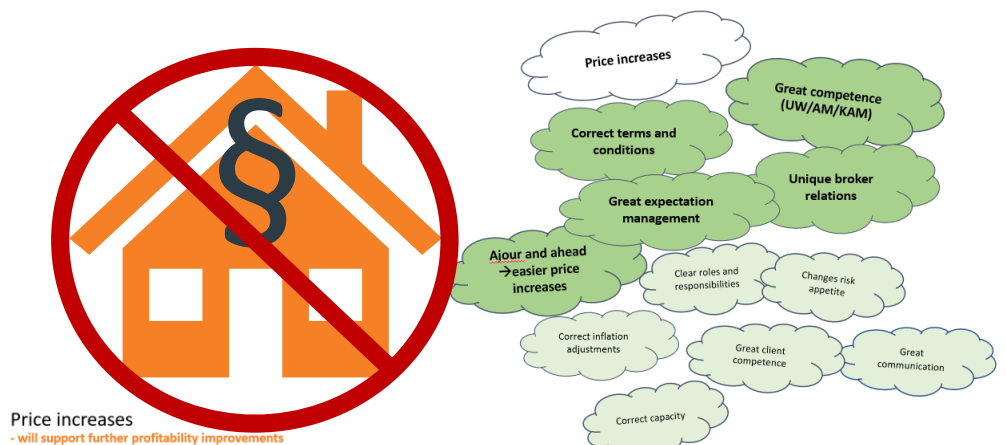 §
Price increases
Great competence
(UW/AM/KAM)
Correct terms and
conditions
Unique broker
relations
Great expectation
management
Ajour and ahead
→easier price
increases
Clear roles and
responsibilities
Changes risk
appetite
Correct inflation
adjustments
Great client
competence
Great
communication
Correct capacity
Price increases
- will support further profitability improvements